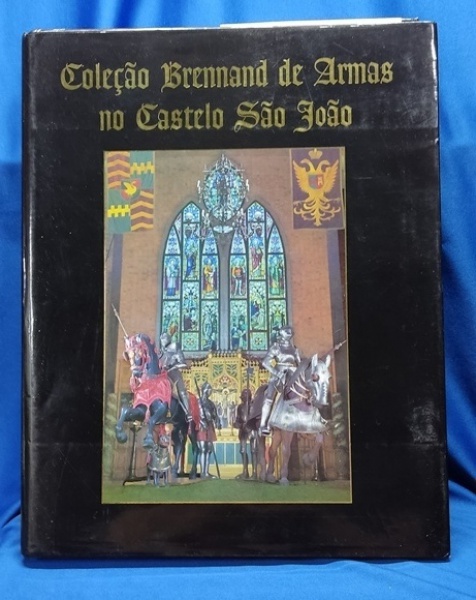 Coleção Brennand de Armas
no Castelo São João